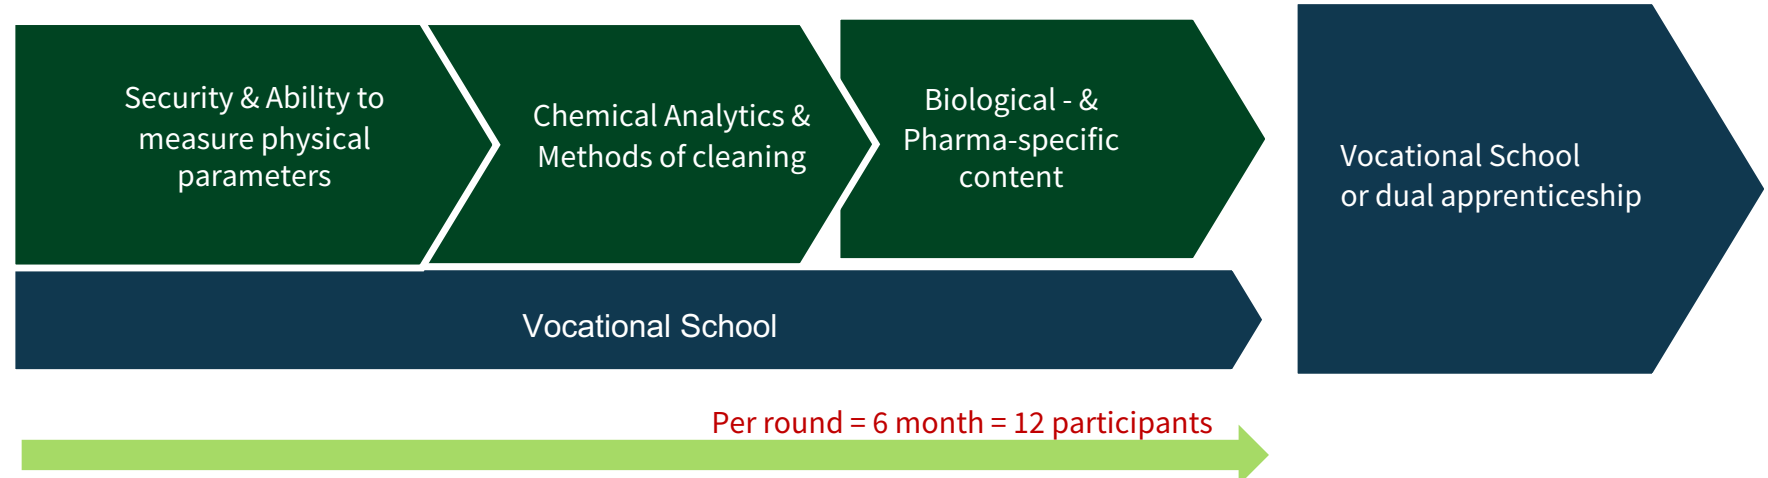 Security & Ability to
measure physical
parameters
Chemical Analytics &
Methods of cleaning
Biological - &
Pharma-specific
content
Vocational School
or dual apprenticeship
Vocational School
Per round = 6 month = 12 participants